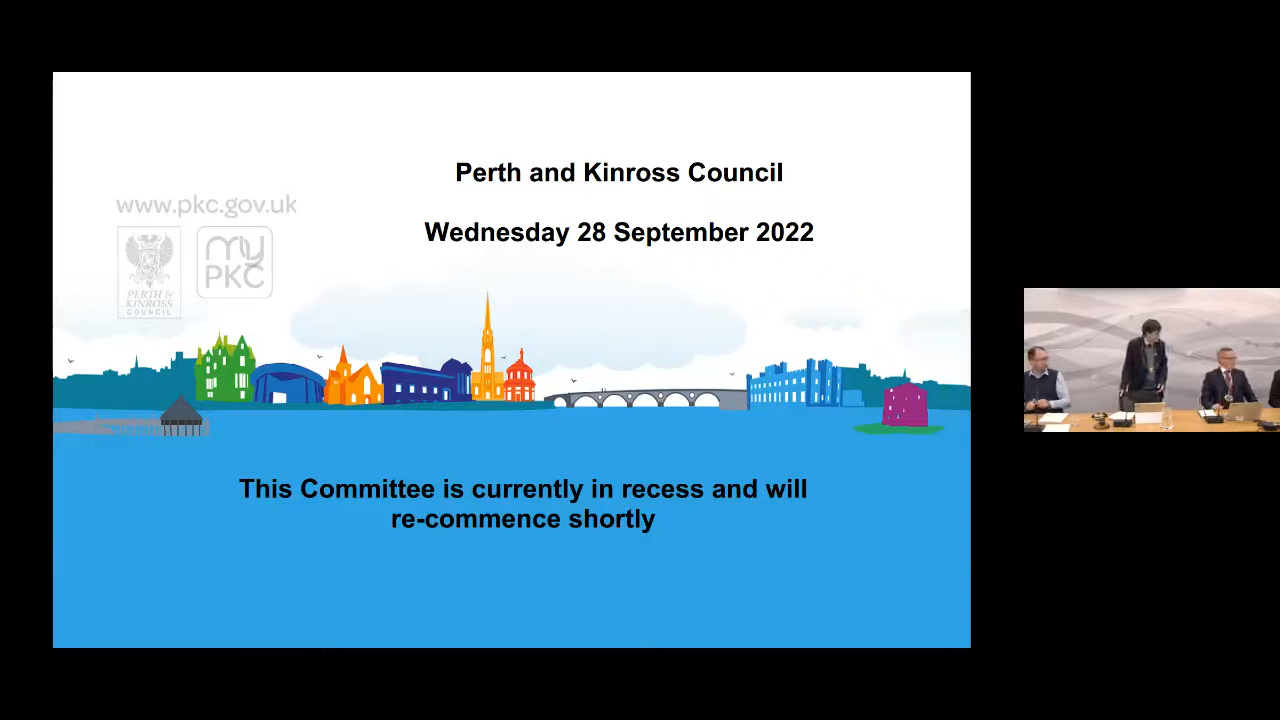 Perth and Kinross Council
Wednesday 28 September 2022
www.pkc.gov.uk
my
PKC
PERTH &
KINROSS
COUNCIL
This Committee is currently in recess and will
re-commence shortly